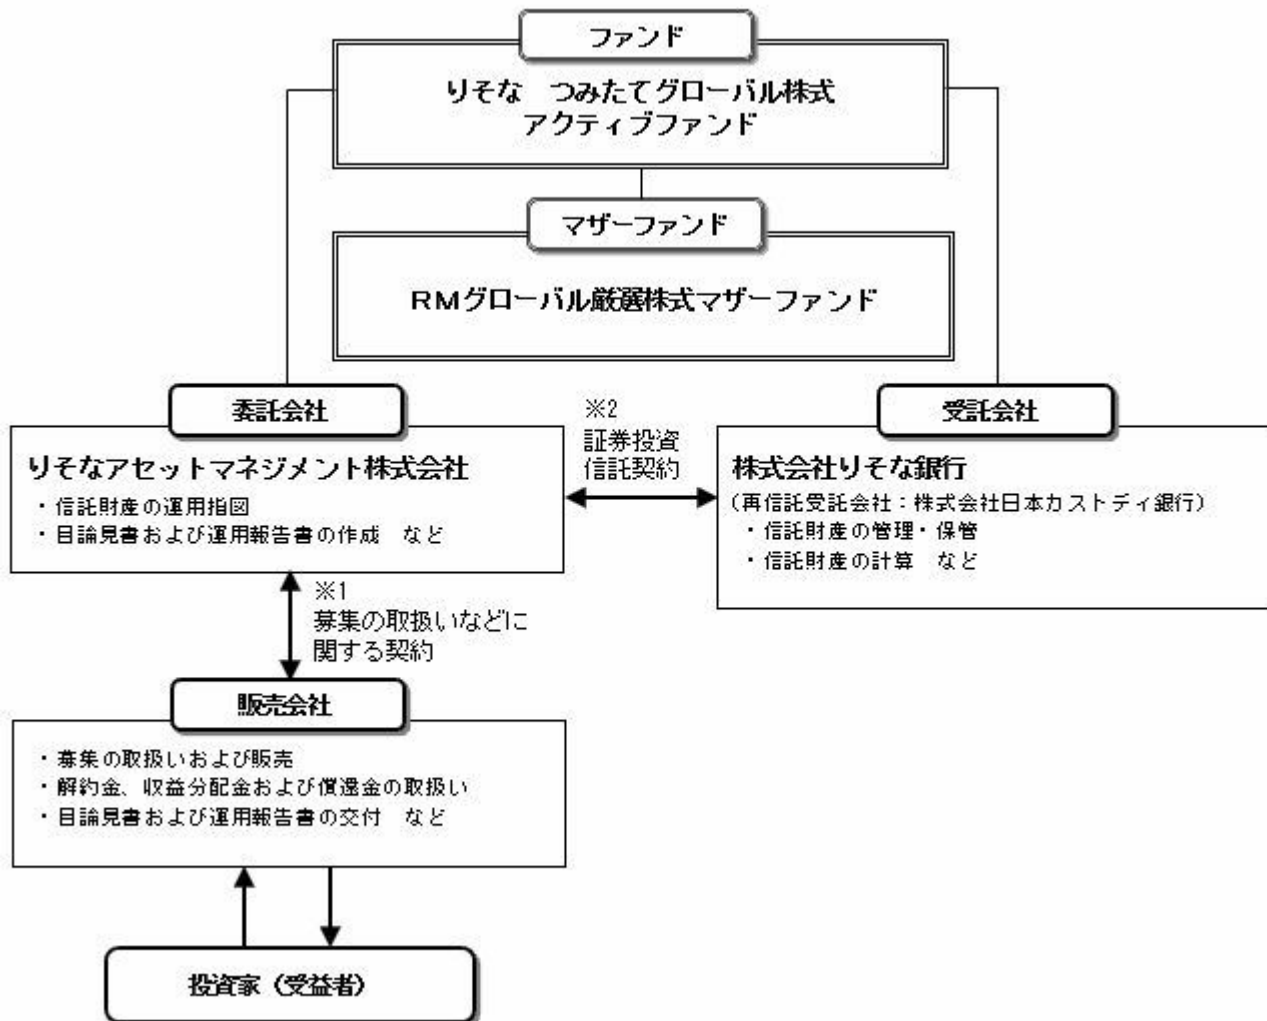 ファンド
りそな　つみたてグローバル株式
アクティブファンド
マザーファンド
RMグローバル厳選株式マザーファンド
委託会社
りそなアセットマネジメント株式会社
・信託財産の運用指図
・目論見書および運用報告書の作成　など
※2
証券投資
信託契約
受託会社
株式会社りそな銀行
(再信託受託会社：株式会社日本カストディ銀行)
・信託財産の管理・保管
・信託財産の計算　など
※1
募集の取扱いなどに
関する契約
販売会社
・募集の取扱いおよび販売
・解約金、収益分配金および償還金の取扱い
・目論見書および運用報告書の交付　など
投資家（受益者）